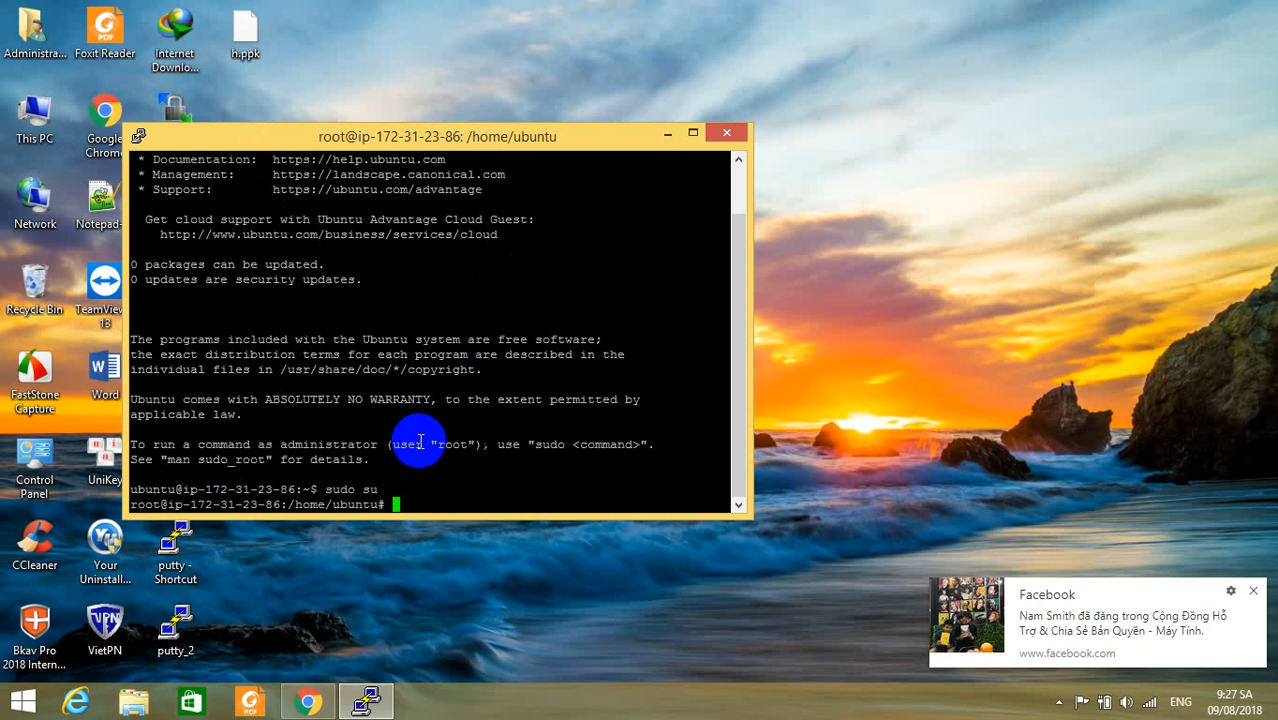 Administra...
Foxit Reader
Internet
Downlo...
h.ppk
This PC
Google
Chrome
Network
Notepad-
Recycle Bin
TeamView
13
FastStone
Capture
Word
Control
Panel
UniKey
CCleaner
Your
Uninstal...
putty -
Shortcut
Bkav Pro
2018 Intern...
VietPN
putty_2
root@ip-172-31-23-86: /home/ubuntu
* Documentation: https://help.ubuntu.com
* Management: https://landscape.canonical.com
* Support: https://ubuntu.com/advantage
Get cloud support with Ubuntu Advantage Cloud Guest:
http://www.ubuntu.com/business/services/cloud
0 packages can be updated.
0 updates are security updates.
The programs included with the Ubuntu system are free software;
the exact distribution terms for each program are described in the
individual files in /usr/share/doc/*/copyright.
Ubuntu comes with ABSOLUTELY NO WARRANTY, to the extent permitted by
applicable law.
To run a command as administrator (user "root"), use "sudo <command>".
See "man sudo_root" for details.
ubuntu@ip-172-31-23-86:~$ sudo su
root@ip-172-31-23-86:/home/ubuntu#
Facebook
Nam Smith đã đăng trong Cộng Đồng Hỗ
Trợ & Chia Sẻ Bản Quyền - Máy Tính.
www.facebook.com
ENG
9:27 SA
09/08/2018